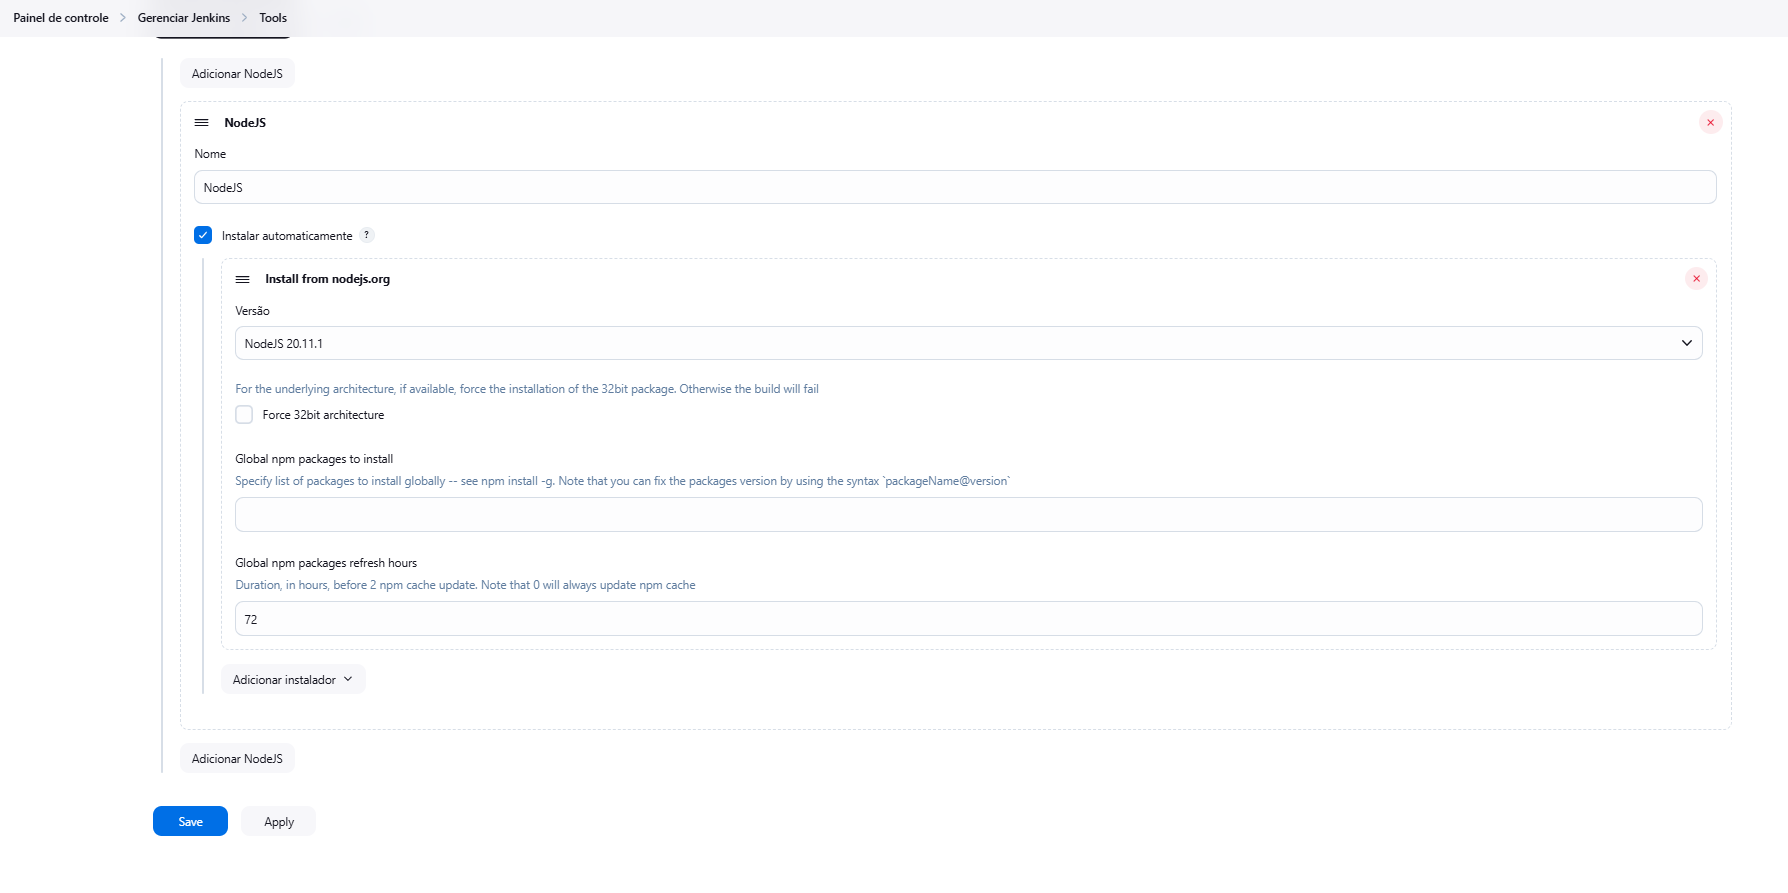 Painel de controle > Gerenciar Jenkins > Tools
Adicionar NodeJS
NodeJS
Nome
NodeJS
Instalar automaticamente ?
Install from nodejs.org
Versão
NodeJS 20.11.1
For the underlying architecture, if available, force the installation of the 32bit package. Otherwise the build will fail
Force 32bit architecture
Global npm packages to install
Specify list of packages to install globally -- see npm install -g. Note that you can fix the packages version by using the syntax `packageName@version`
Global npm packages refresh hours
Duration, in hours, before 2 npm cache update. Note that 0 will always update npm cache
72
Adicionar instalador
Adicionar NodeJS
Save Apply